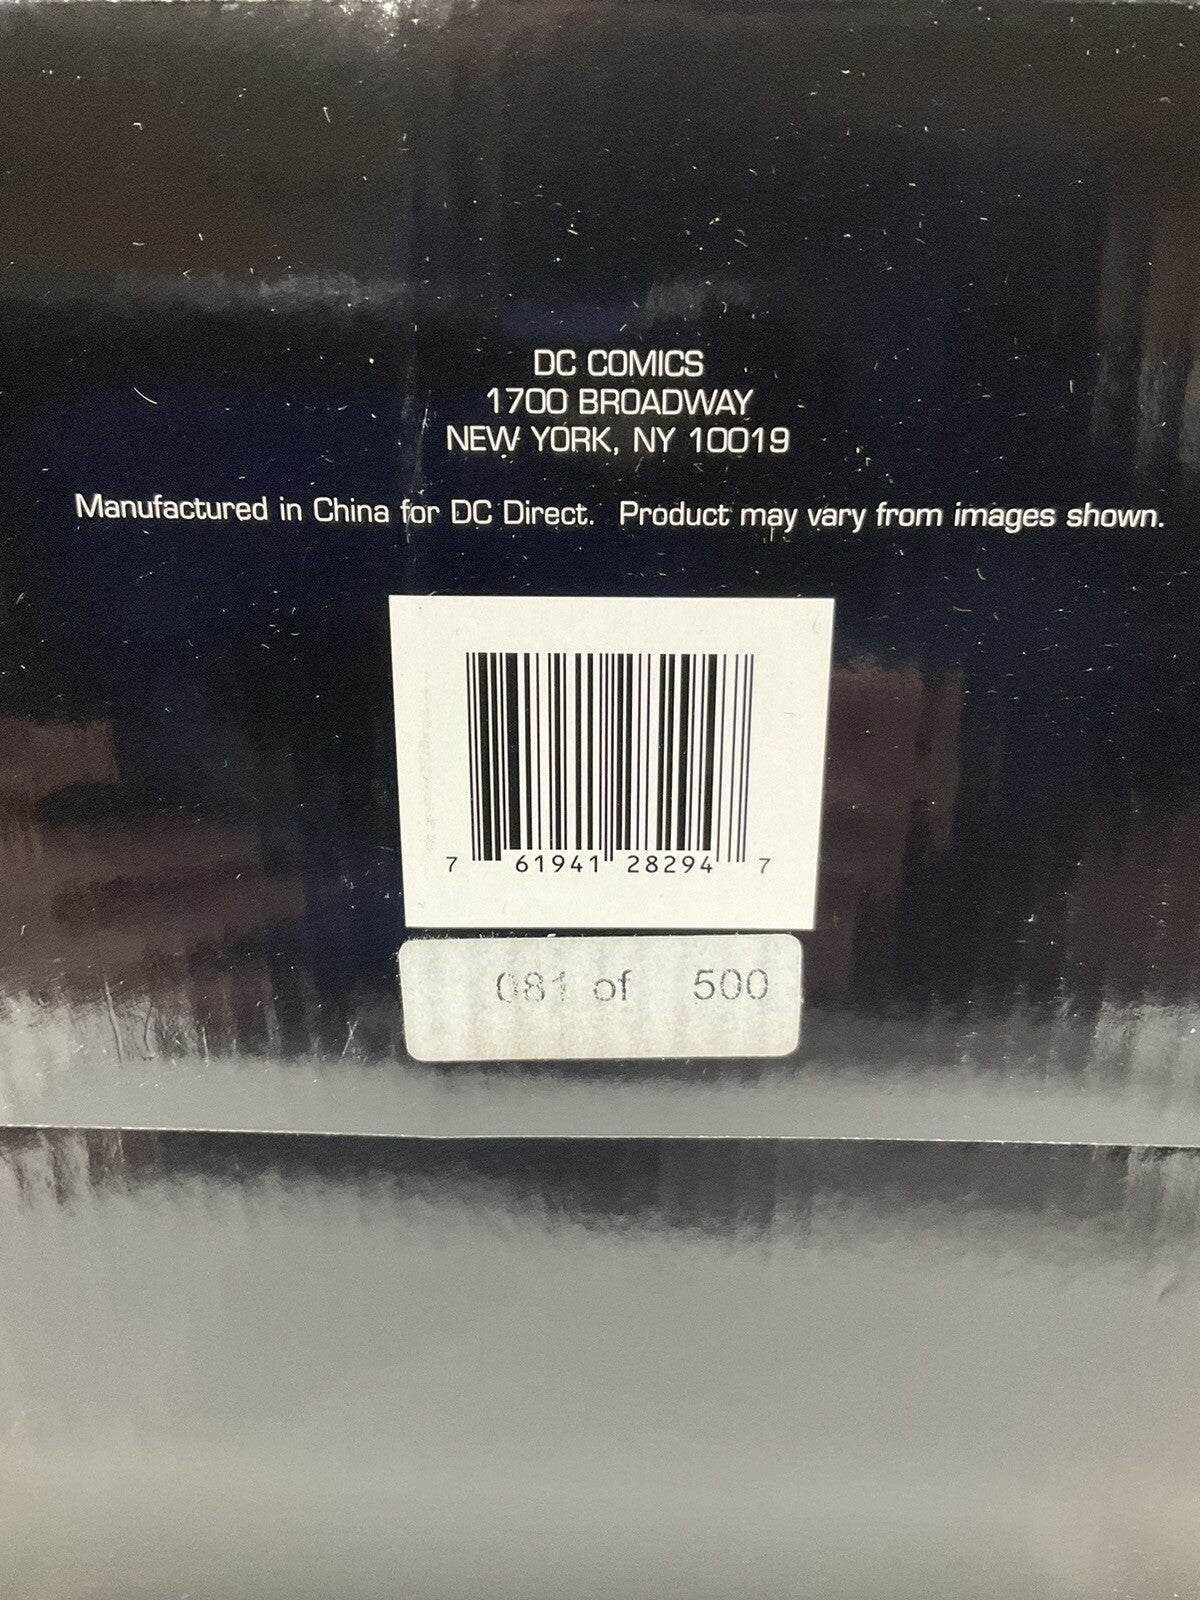 DC COMICS
1700 BROADWAY
NEW YORK, NY 10019
Manufactured in China for DC Direct. Product may vary from images shown.
7 61941 28294 7
081 of 500